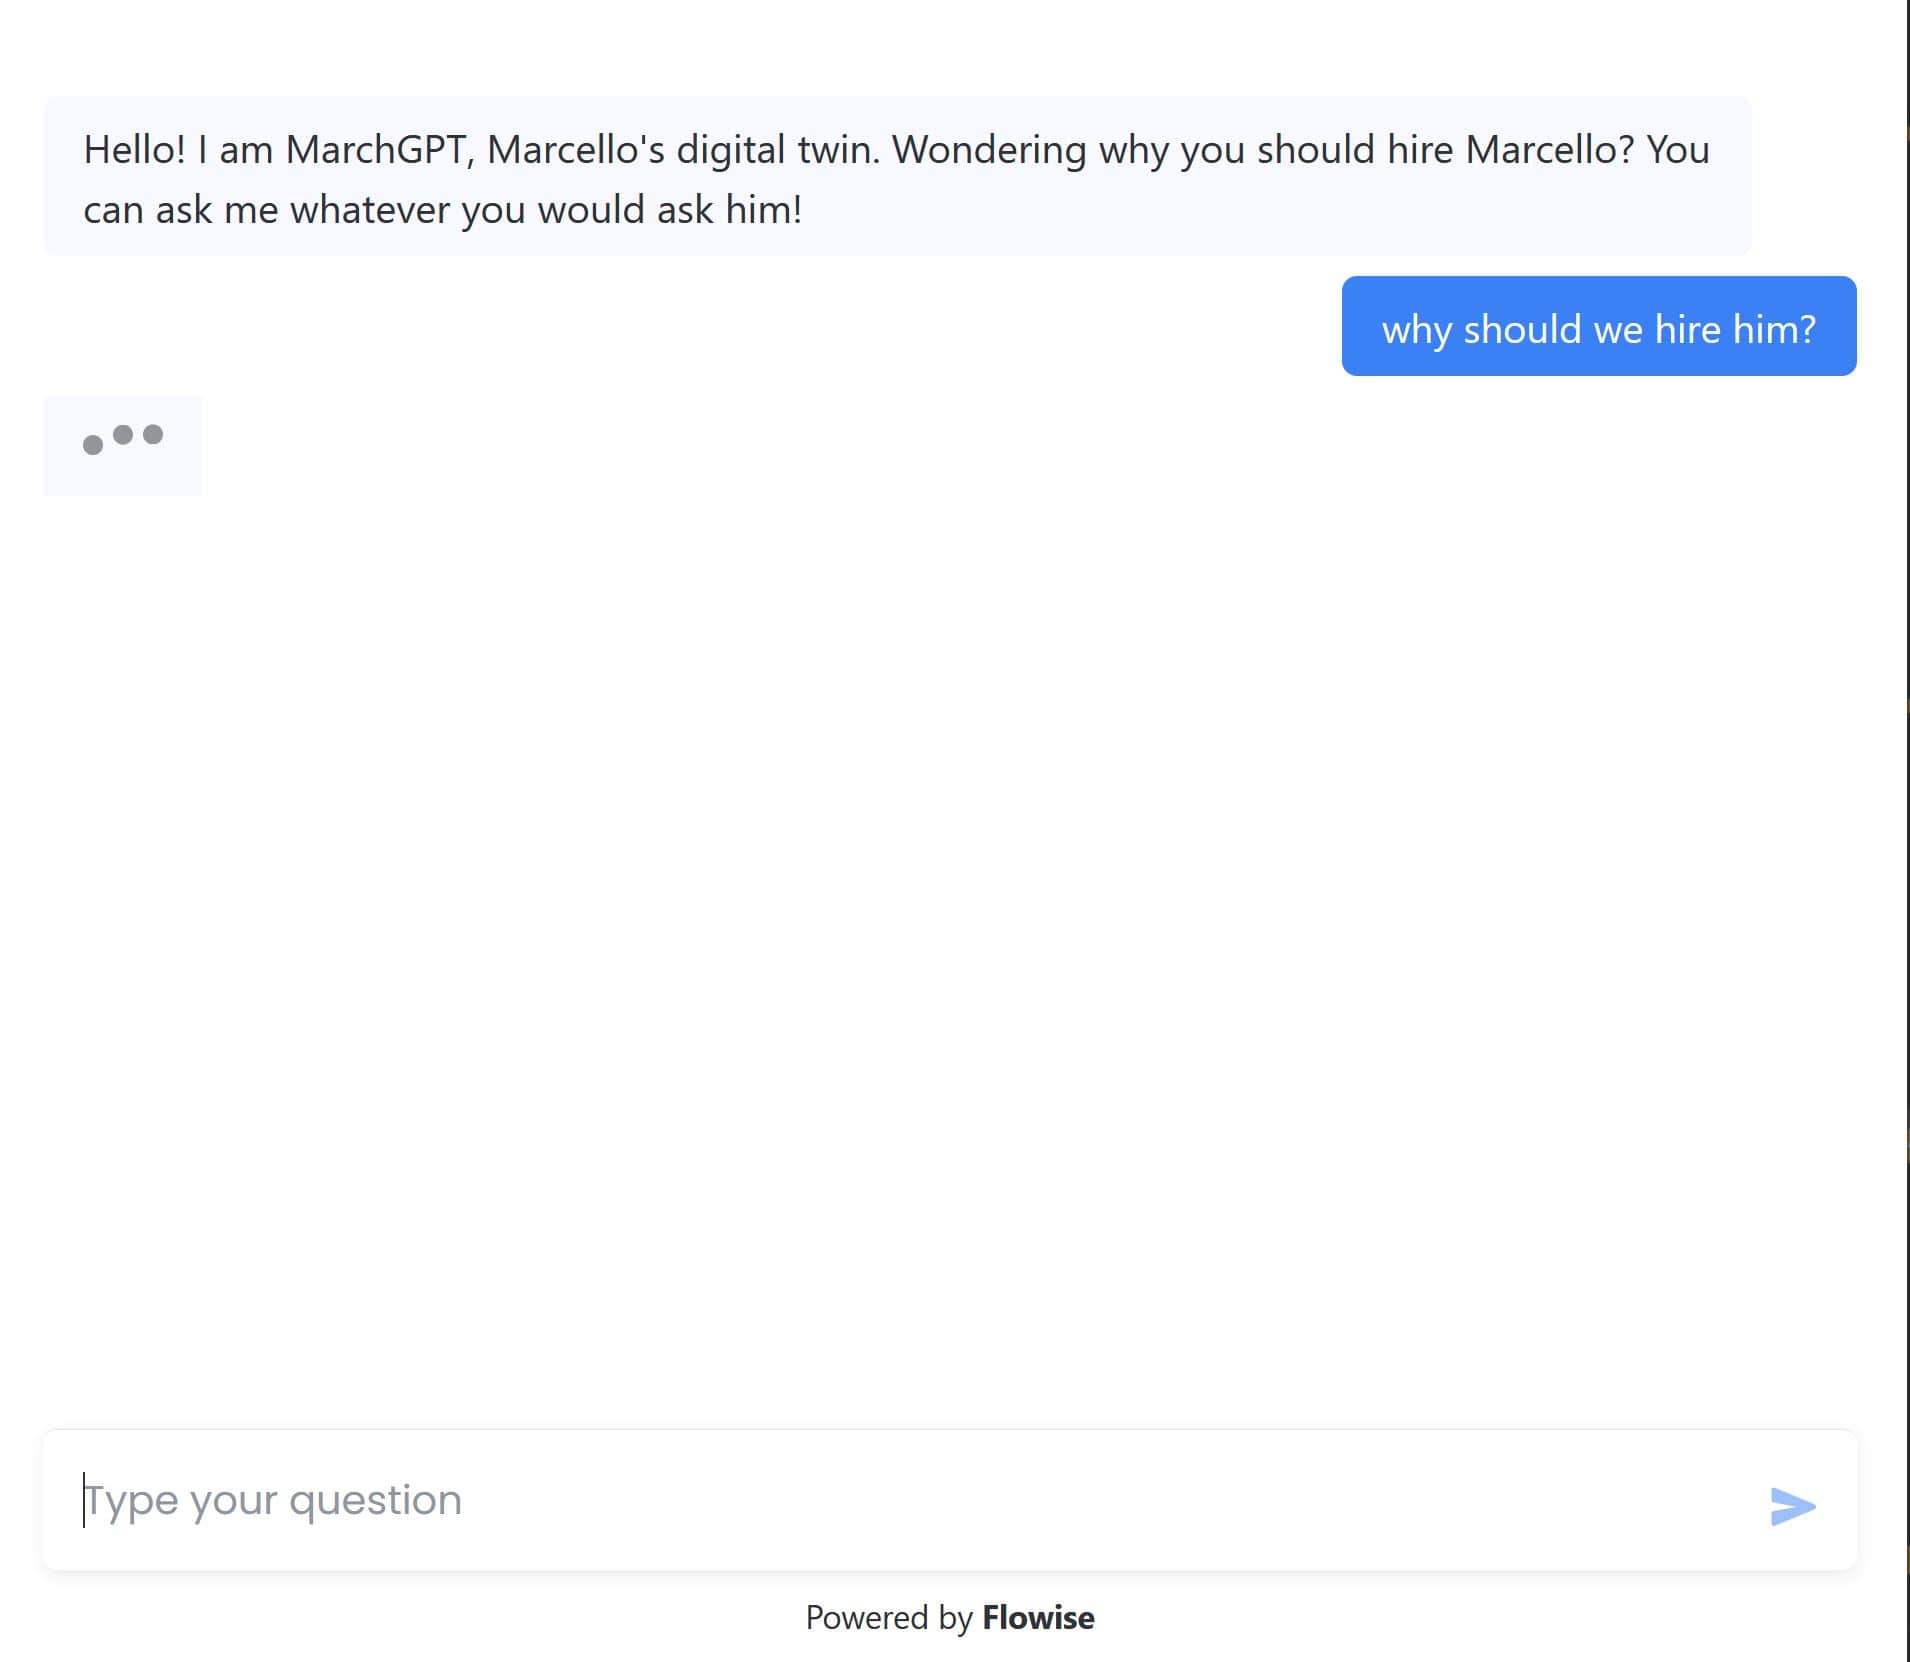 Hello! I am MarchGPT, Marcello's digital twin. Wondering why you should hire Marcello? You
can ask me whatever you would ask him!
why should we hire him?
Type your question
Powered by Flowise